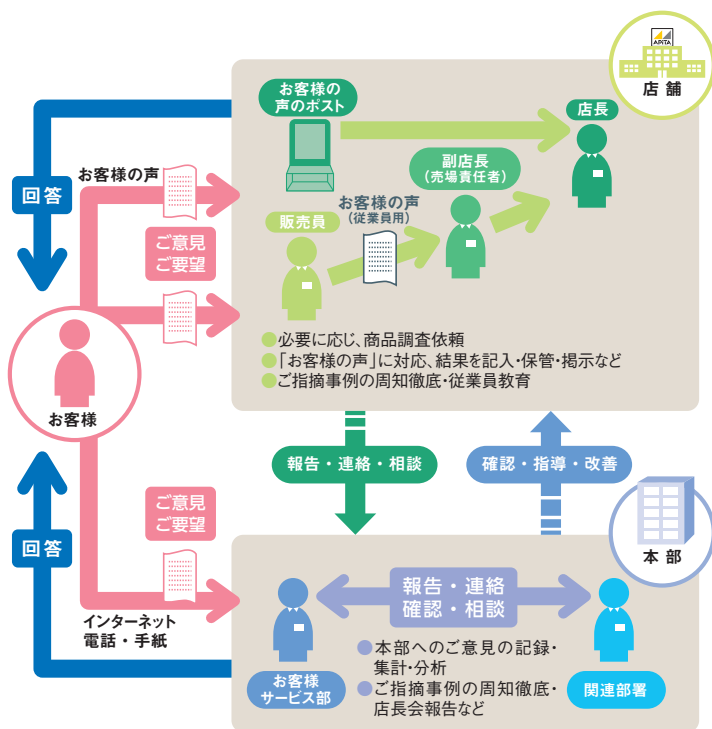 APiTA
店舗
お客様の
声のポスト
店長
お客様の声
回答
副店長
(売場責任者)
お客様の声
(従業員用)
販売員
ご意見
ご要望
●必要に応じ、商品調査依頼
●「お客様の声」に対応、結果を記入・保管・掲示など
●ご指摘事例の周知徹底・従業員教育
お客様
報告・連絡・相談
確認・指導・改善
ご意見
ご要望
回答
本部
インターネット
電話・手紙
報告・連絡
確認・相談
●本部へのご意見の記録・
集計・分析
●ご指摘事例の周知徹底・
店長会報告など
お客様
サービス部
関連部署